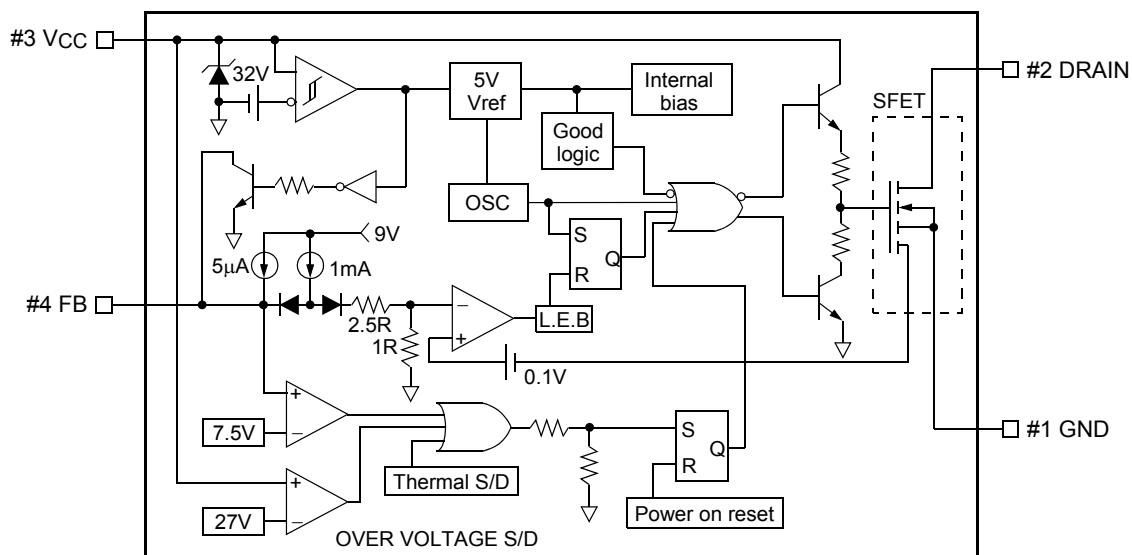 #3 VCC
#2 DRAIN
32V
5V
Vref
Internal
bias
SFET
Good
logic
OSC
9V
S
Q
R
5μA
1mA
#4 FB
2.5R
−
L.E.B
1R
+
0.1V
+
7.5V
−
S
Q
R
#1 GND
Thermal S/D
+
27V
−
Power on reset
OVER VOLTAGE S/D